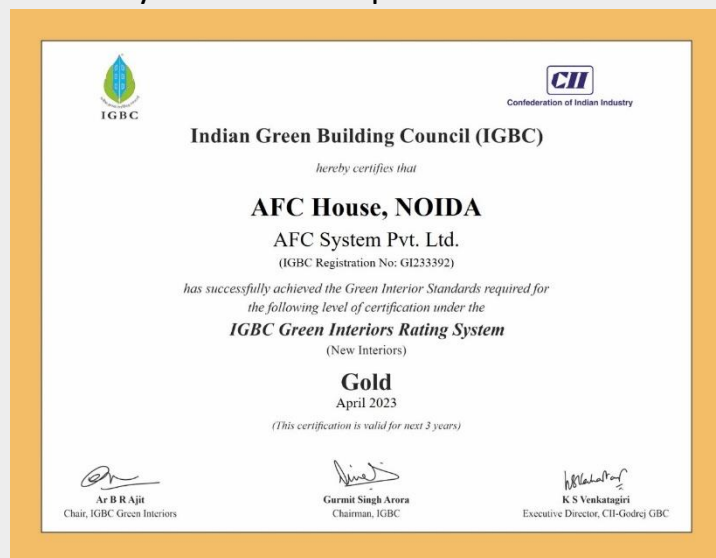 IGBC
CII
Confederation of Indian Industry
Indian Green Building Council (IGBC)
hereby certifies that
AFC House, NOIDA
AFC System Pvt. Ltd.
(IGBC Registration No: GI233392)
has successfully achieved the Green Interior Standards required for
the following level of certification under the
IGBC Green Interiors Rating System
(New Interiors)
Gold
April 2023
(This certification is valid for next 3 years)
Ar B R Ajit
Chair, IGBC Green Interiors
Gurmit Singh Arora
Chairman, IGBC
K S Venkatagiri
Executive Director, CII-Godrej GBC